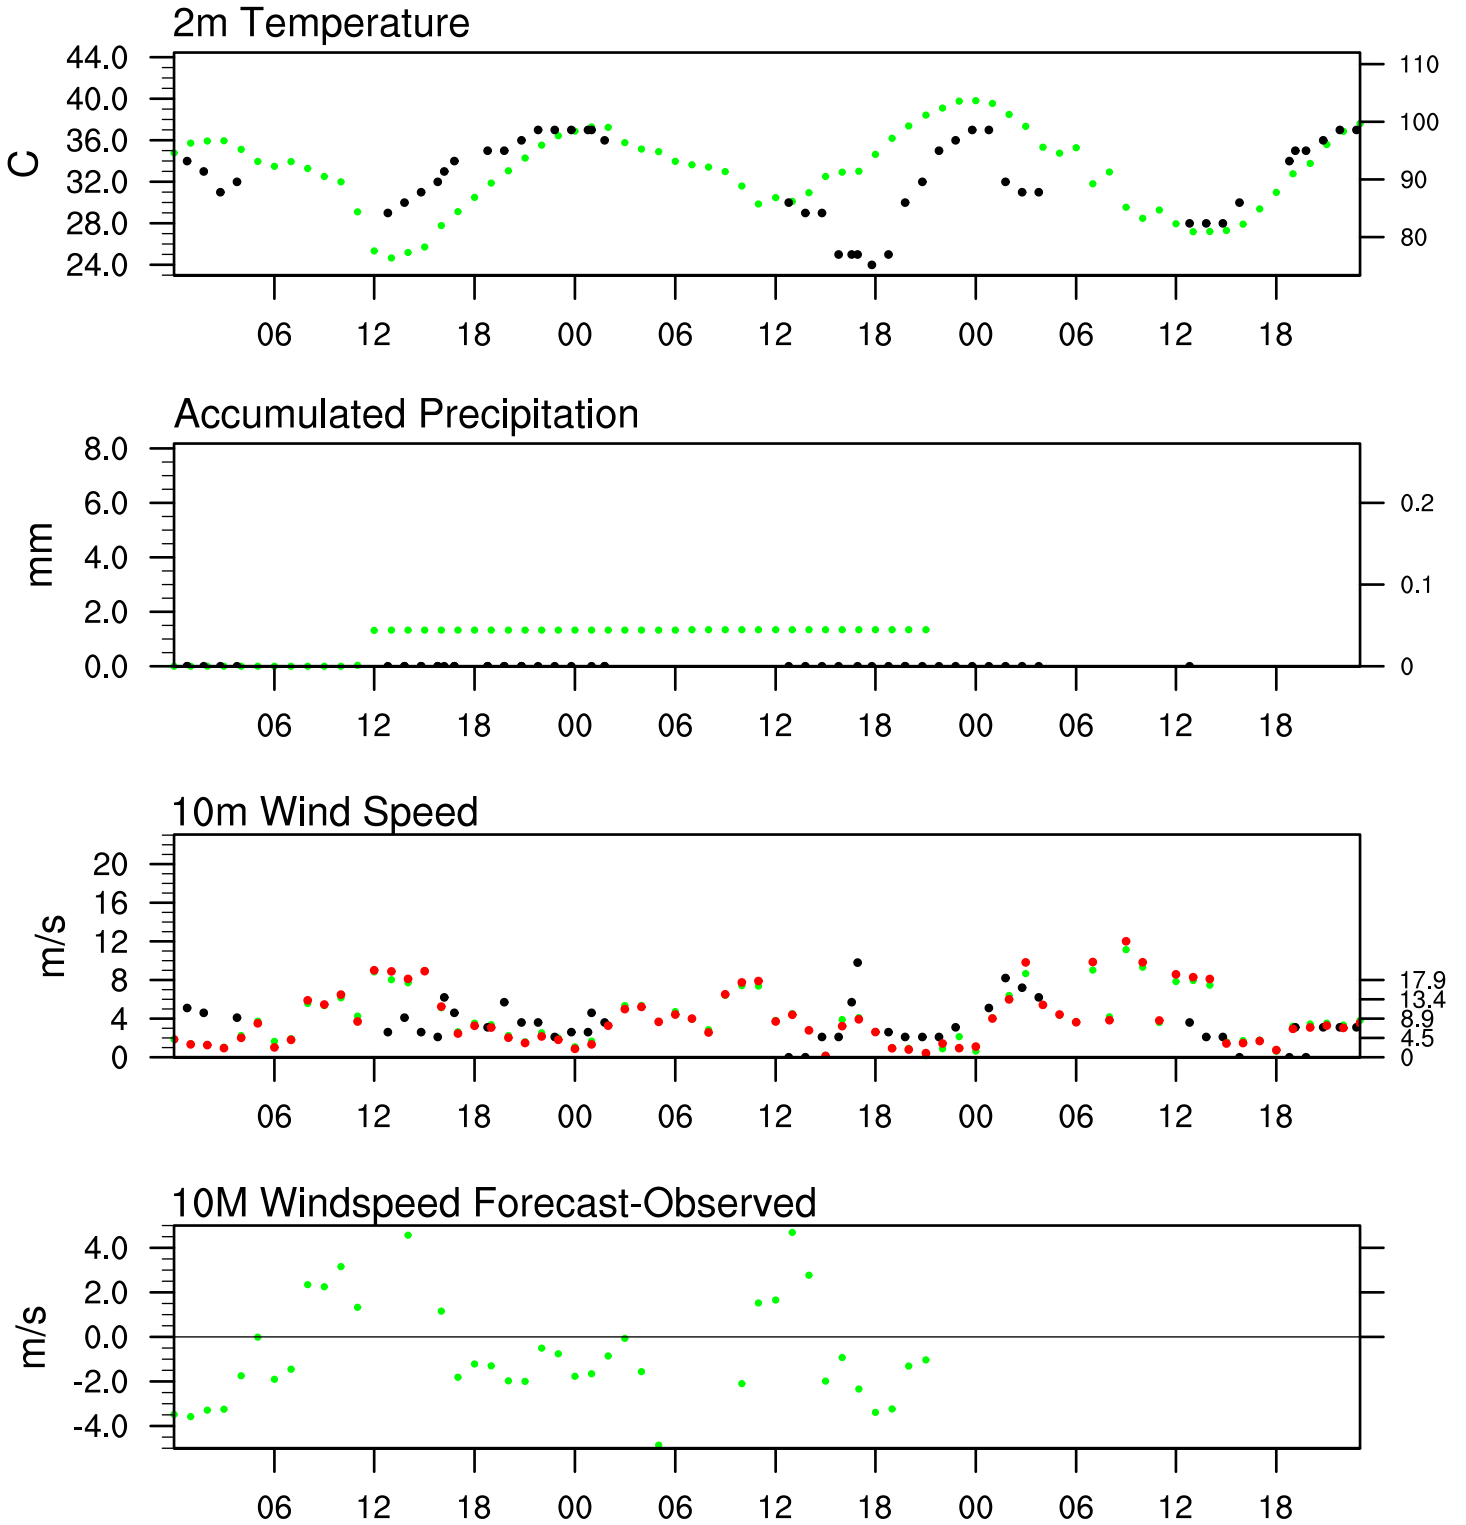 2m Temperature
44.0
40.0
36.0
32.0
28.0
24.0
C
110
100
90
80
06 12 18 00 06 12 18 00 06 12 18
Accumulated Precipitation
8.0
6.0
4.0
2.0
0.0
mm
0.2
0.1
0
06 12 18 00 06 12 18 00 06 12 18
10m Wind Speed
20
16
12
8
4
0
m/s
17.9
13.4
8.9
4.5
0
06 12 18 00 06 12 18 00 06 12 18
10M Windspeed Forecast-Observed
4.0
2.0
0.0
-2.0
-4.0
m/s
06 12 18 00 06 12 18 00 06 12 18